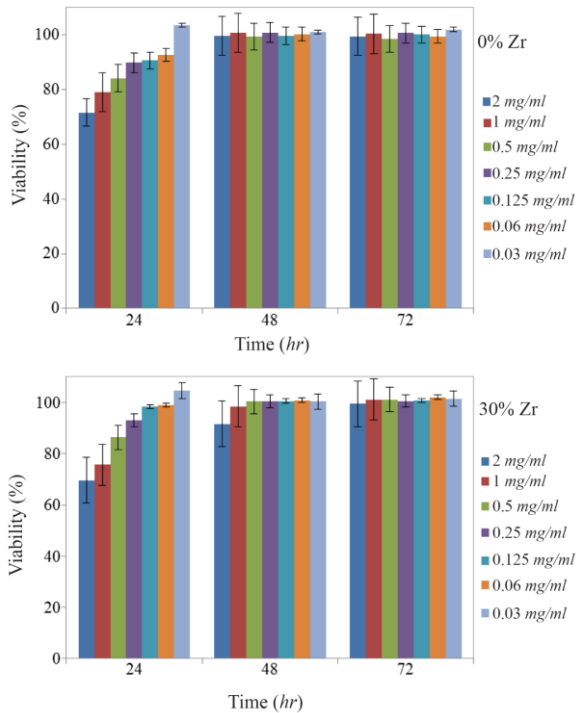 100
80
60
40
20
0
Viability (%)
24
48
72
Time (hr)
0% Zr
2 mg/ml
1 mg/ml
0.5 mg/ml
0.25 mg/ml
0.125 mg/ml
0.06 mg/ml
0.03 mg/ml
100
80
60
40
20
0
Viability (%)
24
48
72
Time (hr)
30% Zr
2 mg/ml
1 mg/ml
0.5 mg/ml
0.25 mg/ml
0.125 mg/ml
0.06 mg/ml
0.03 mg/ml